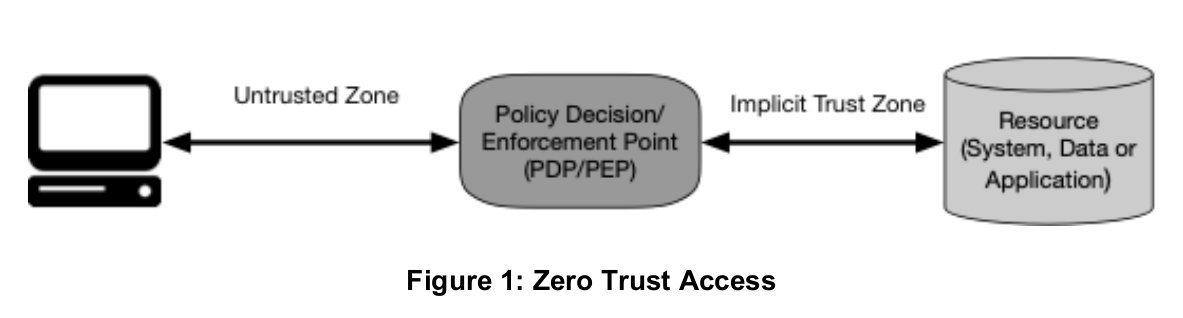 Untrusted Zone
Policy Decision/
Enforcement Point
(PDP/PEP)
Implicit Trust Zone
Resource
(System, Data or
Application)
Figure 1: Zero Trust Access